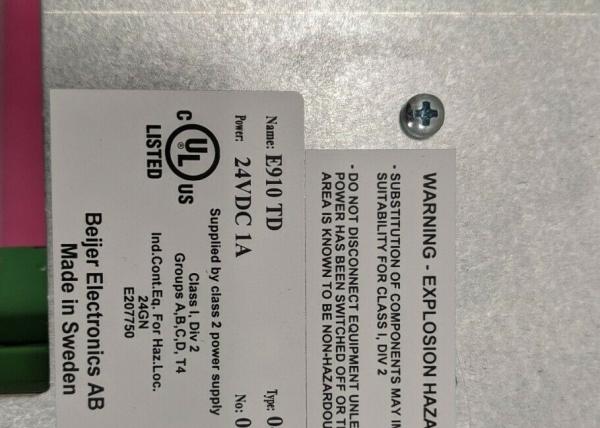 WARNING - EXPLOSION HAZA
- SUBSTITUTION OF COMPONENTS MAY IM
SUITABILITY FOR CLASS I, DIV 2
- DO NOT DISCONNECT EQUIPMENT UNLE
POWER HAS BEEN SWITCHED OFF OR T
AREA IS KNOWN TO BE NON-HAZARDOU
Name: E910 TD
Type: 0
Power: 24VDC 1A
No: 0
Supplied by class 2 power supply
C UL US
®
LISTED
Class I, Div 2
Groups A,B,C,D, T4
Ind.Cont.Eq. For Haz.Loc.
24GN
E207750
Beijer Electronics AB
Made in Sweden